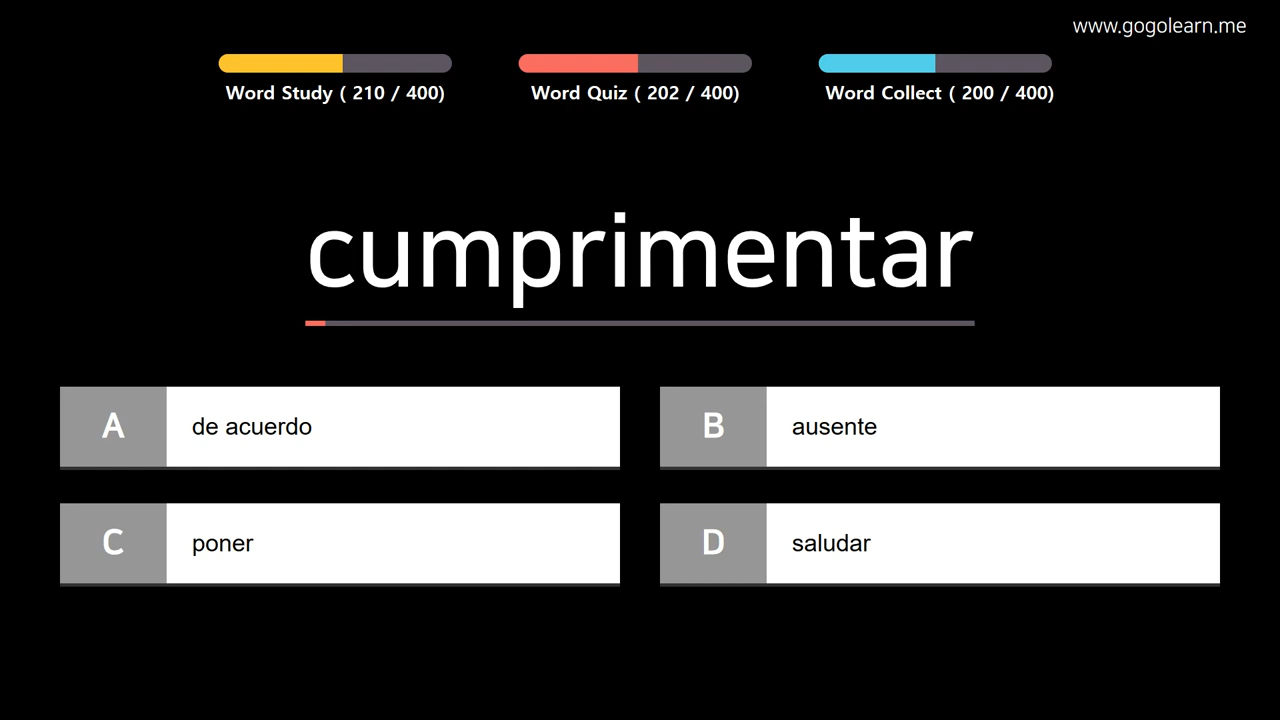 www.gogolearn.me
Word Study ( 210 / 400)
Word Quiz ( 202 / 400)
Word Collect ( 200 / 400)
cumprimentar
A de acuerdo
B ausente
C poner
D saludar